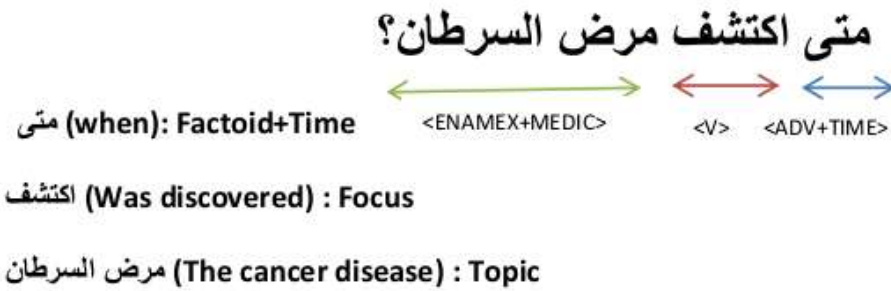 متى اكتشف مرض السرطان؟
<ENAMEX+MEDIC> <V> <ADV+TIME>
متى (when): Factoid+Time
اكتشف (Was discovered) : Focus
مرض السرطان (The cancer disease) : Topic